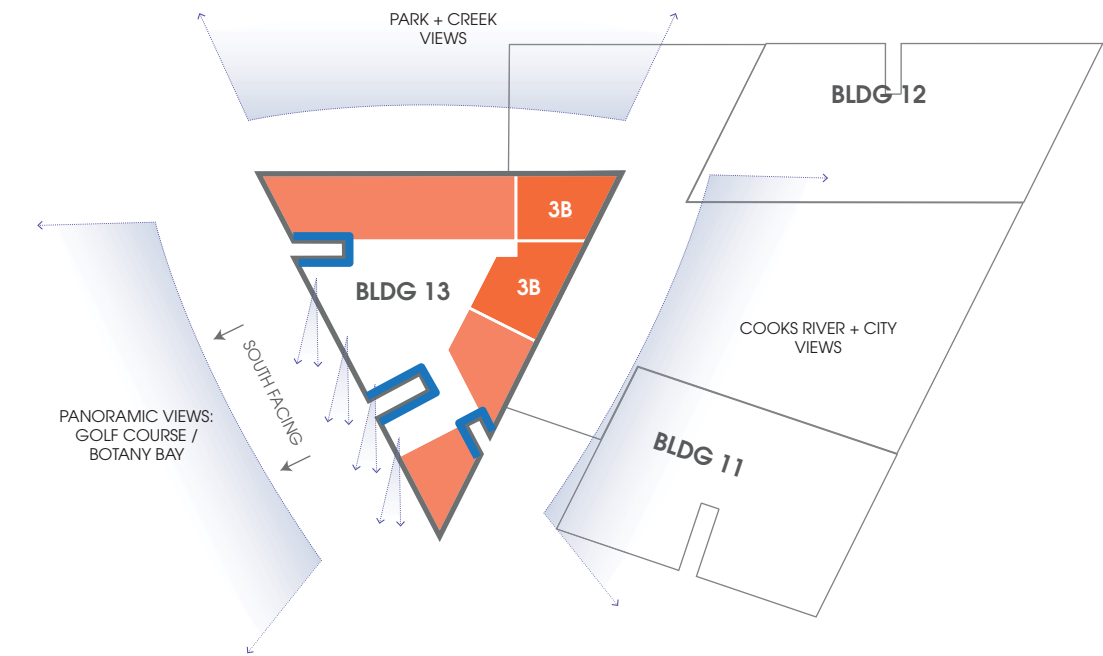 PARK + CREEK
VIEWS
BLDG 12
3B
BLDG 13
3B
COOKS RIVER + CITY
VIEWS
SOUTH FACING
PANORAMIC VIEWS:
GOLF COURSE /
BOTANY BAY
BLDG 11